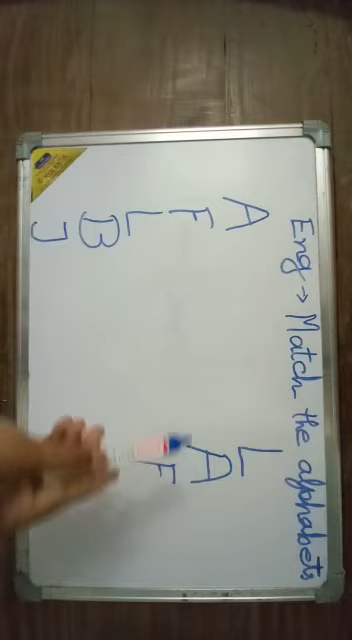 Eng → Match the alphabets
A L
F A
L F
B
J